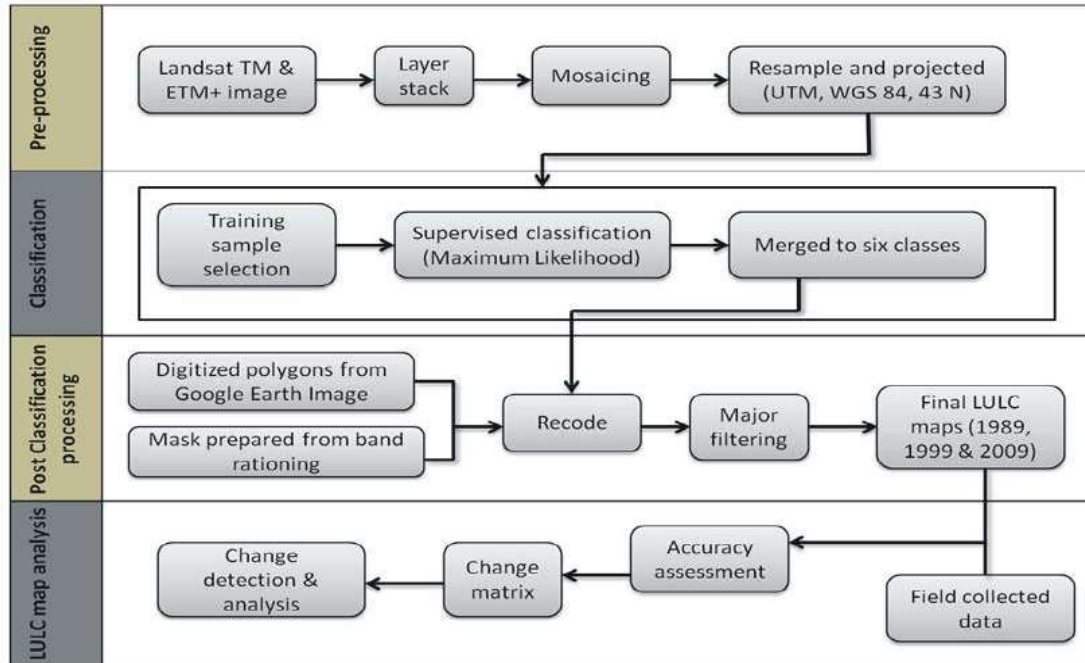 Pre-processing
Landsat TM &
ETM+ image
Layer
stack
Mosaicing
Resample and projected
(UTM, WGS 84, 43 N)
Classification
Training
sample
selection
Supervised classification
(Maximum Likelihood)
Merged to six classes
Post Classification
processing
Digitized polygons from
Google Earth Image
Mask prepared from band
rationing
Recode
Major
filtering
Final LULC
maps (1989,
1999 & 2009)
LULC map analysis
Change
detection &
analysis
Change
matrix
Accuracy
assessment
Field collected
data